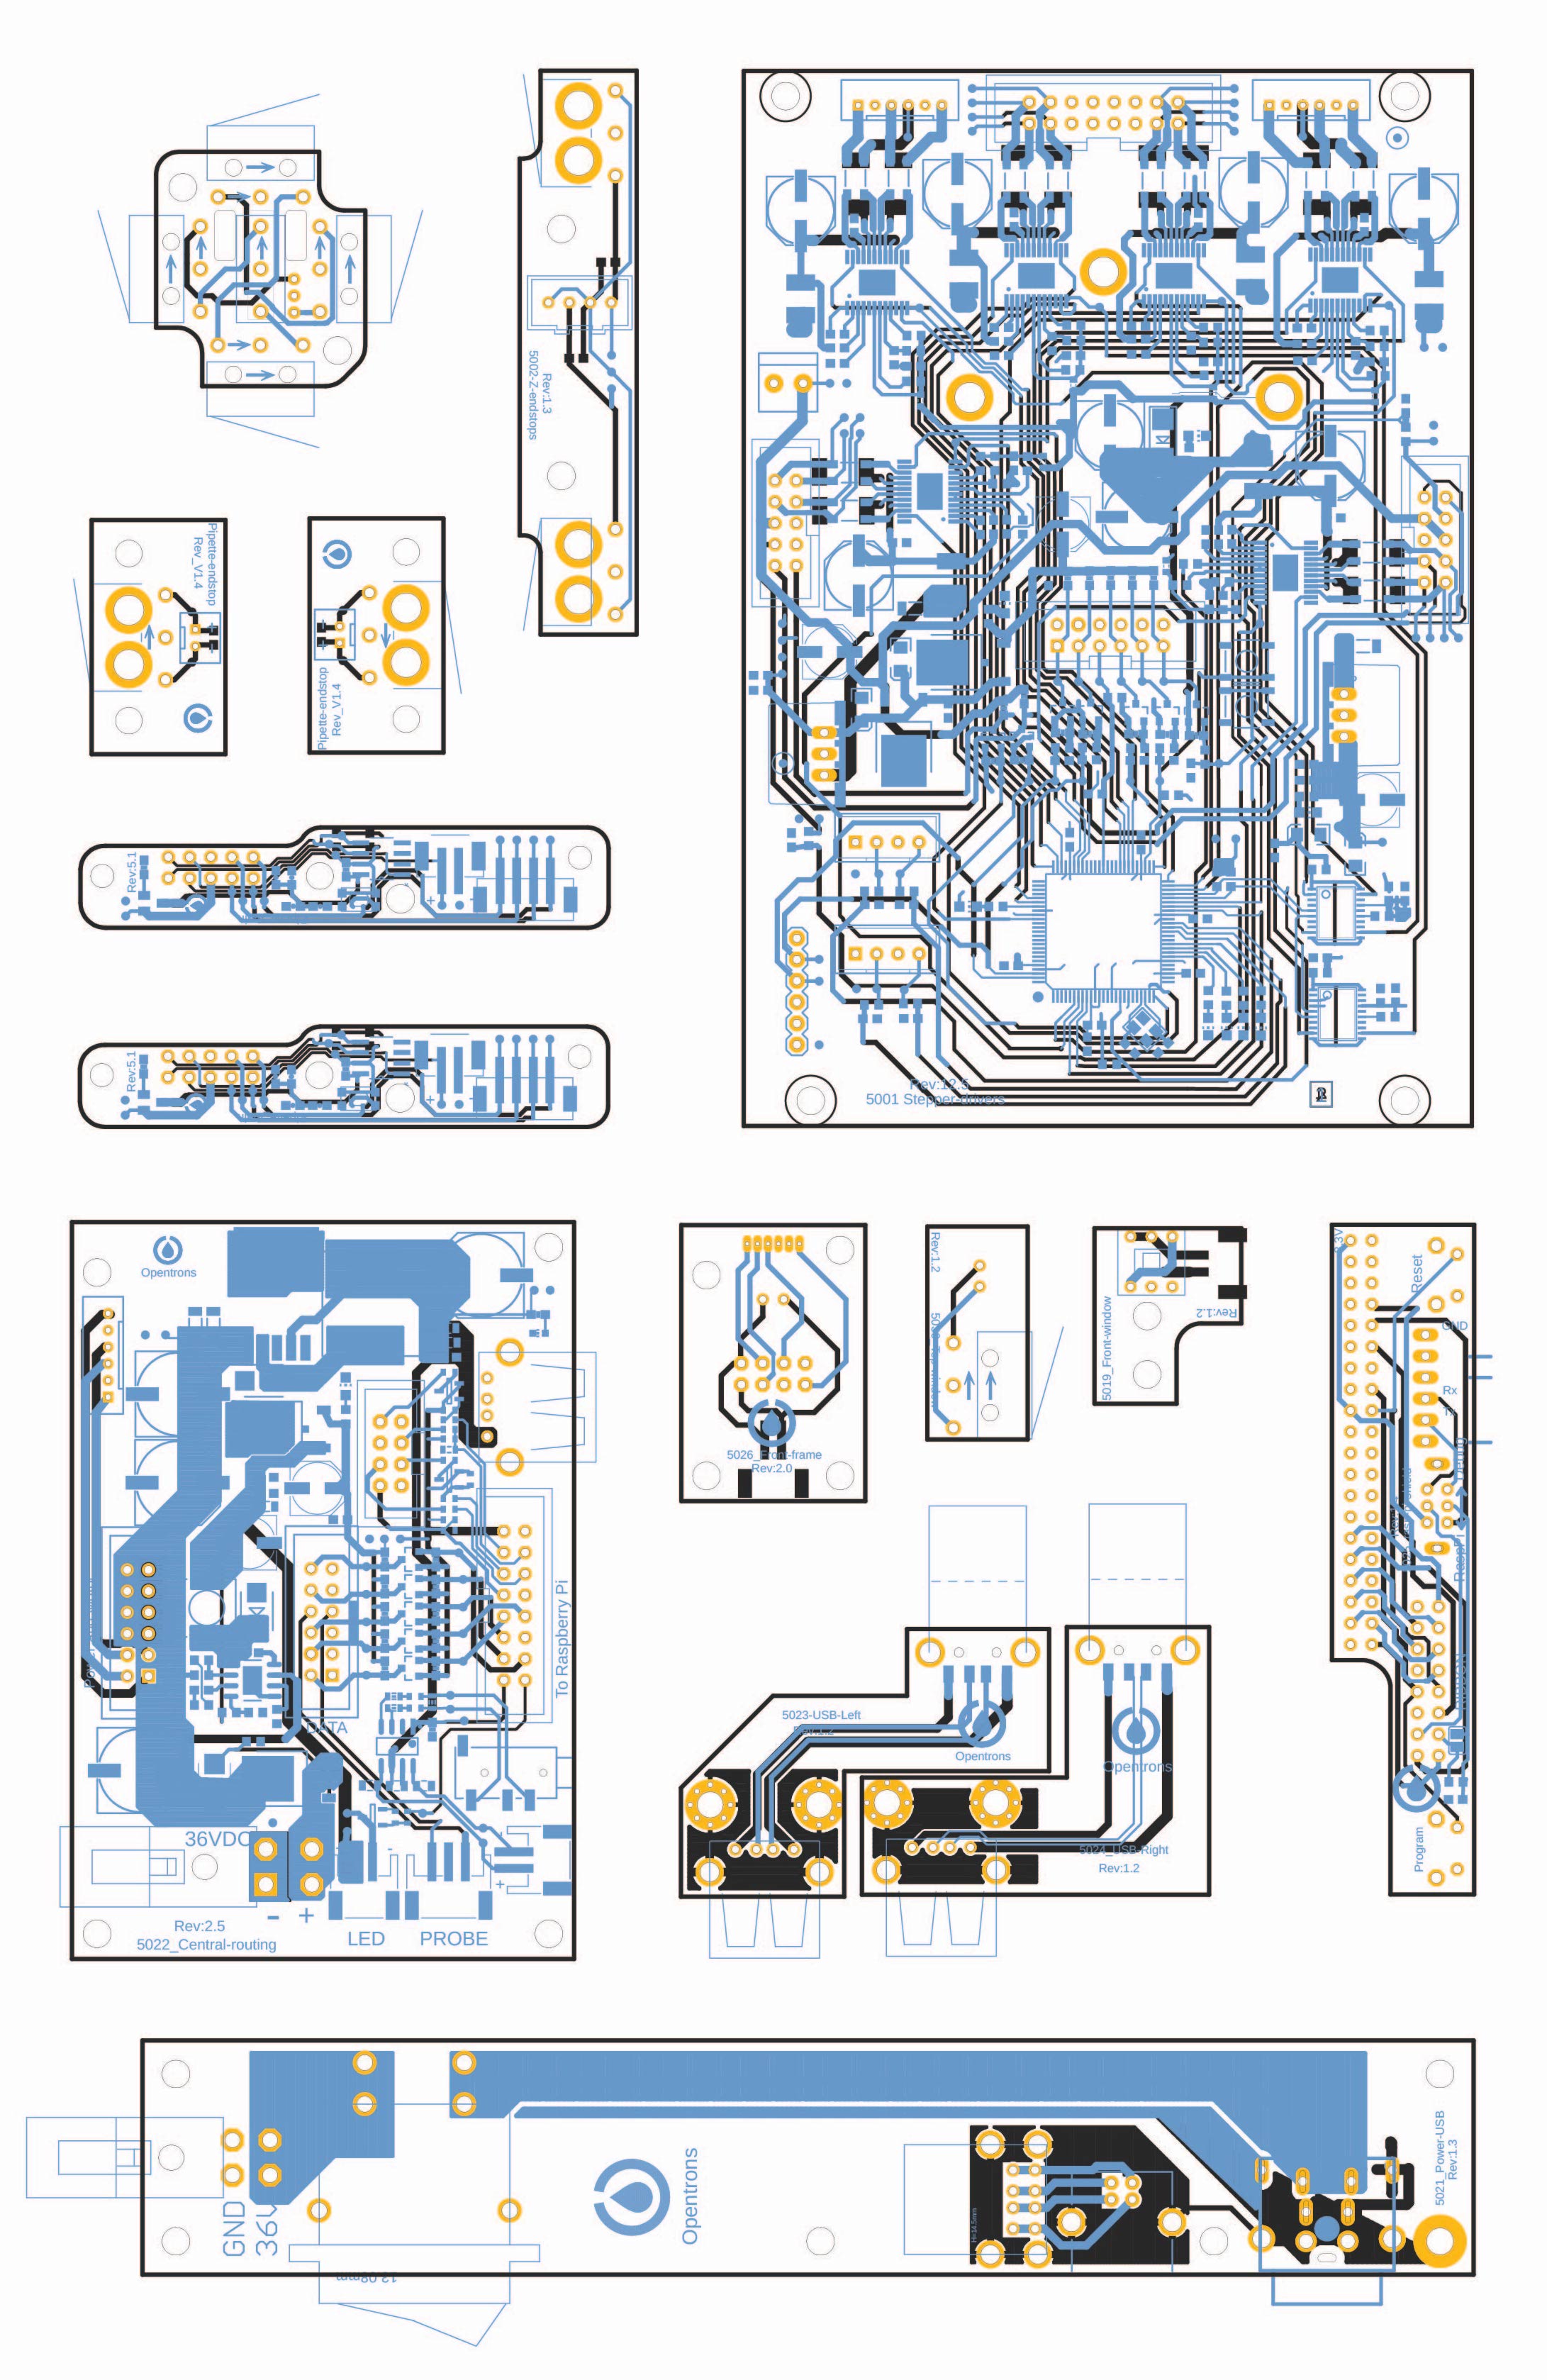 Rev:1.3
5002-Z-endstops
Pipette-endstop
Rev_V1.4
Pipette-endstop
Rev_V1.4
Rev:5.1
Rev:5.1
Rev:12.5
5001 Stepper-drivers
Opentrons
To Raspberry Pi
DATA
36VDC
- +
Rev:2.5
5022_Central-routing
LED PROBE
5026_Front-frame
Rev:2.0
Rev:1.2
5019_Front-window
Rev:1.2
3.3V
Reset
GND
Rx
Tx
Debug
RaspPi
Program
5023-USB-Left
Rev:1.2
Opentrons
Opentrons
5024_USB-Right
Rev:1.2
GND
36V
Opentrons
H=14.5mm
5021_Power-USB
Rev:1.3